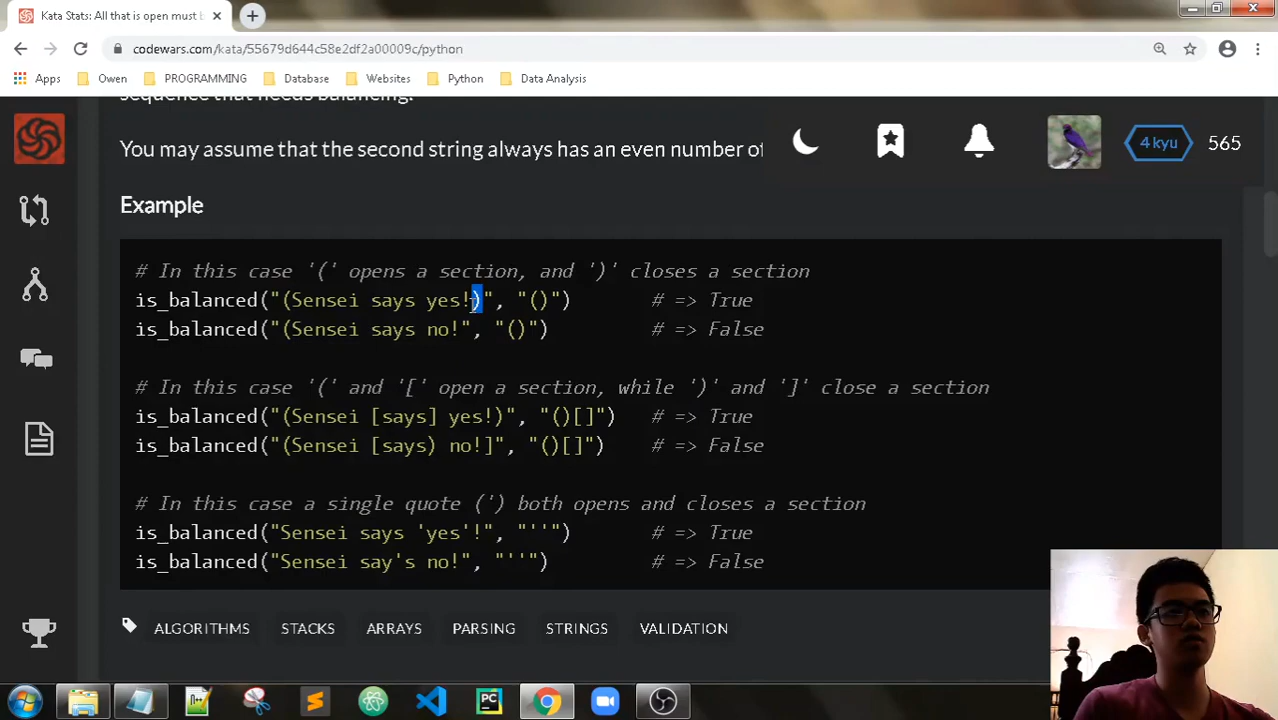 Kata Stats: All that is open must b
codewars.com/kata/55679d644c58e2df2a00009c/python
Apps Owen PROGRAMMING Database Websites Python Data Analysis
sequence that needs balancing.
You may assume that the second string always has an even number of
4 kyu 565
Example
# In this case '(' opens a section, and ')' closes a section
is_balanced("(Sensei says yes!)", "()") # => True
is_balanced("(Sensei says no!", "()") # => False
# In this case '(' and '[' open a section, while ')' and ']' close a section
is_balanced("(Sensei [says] yes!)", "()[]") # => True
is_balanced("(Sensei [says) no!]", "()[]") # => False
# In this case a single quote (') both opens and closes a section
is_balanced("Sensei says 'yes'!", "''") # => True
is_balanced("Sensei say's no!", "''") # => False
ALGORITHMS STACKS ARRAYS PARSING STRINGS VALIDATION
PC